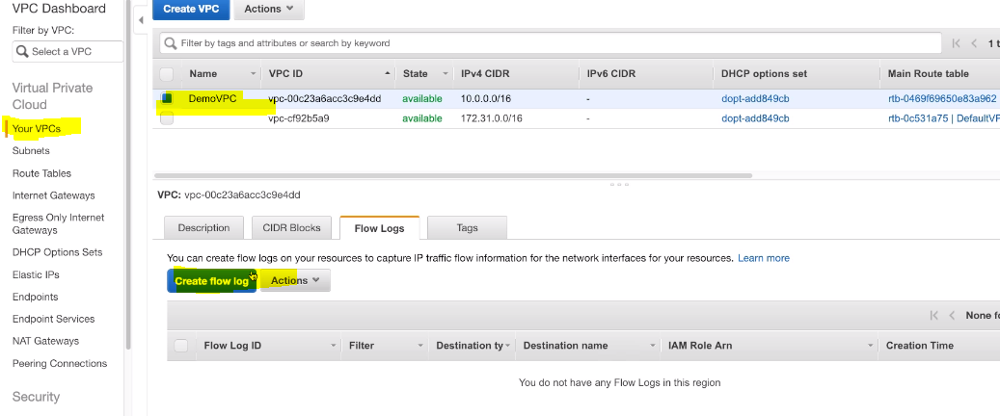 VPC Dashboard
Filter by VPC:
Select a VPC
Virtual Private
Cloud
Your VPCs
Subnets
Route Tables
Internet Gateways
Egress Only Internet
Gateways
DHCP Options Sets
Elastic IPs
Endpoints
Endpoint Services
NAT Gateways
Peering Connections
Security
Create VPC Actions
Filter by tags and attributes or search by keyword 1 t
Name VPC ID State IPv4 CIDR IPv6 CIDR DHCP options set Main Route table
DemoVPC vpc-00c23a6acc3c9e4dd available 10.0.0.0/16 - dopt-add849cb rtb-0469f69650e83a962
vpc-cf92b5a9 available 172.31.0.0/16 - dopt-add849cb rtb-0c531a75 | DefaultVP
VPC: vpc-00c23a6acc3c9e4dd
Description CIDR Blocks Flow Logs Tags
You can create flow logs on your resources to capture IP traffic flow information for the network interfaces for your resources. Learn more
Create flow log Actions
None fo
Flow Log ID Filter Destination ty Destination name IAM Role Arn Creation Time
You do not have any Flow Logs in this region